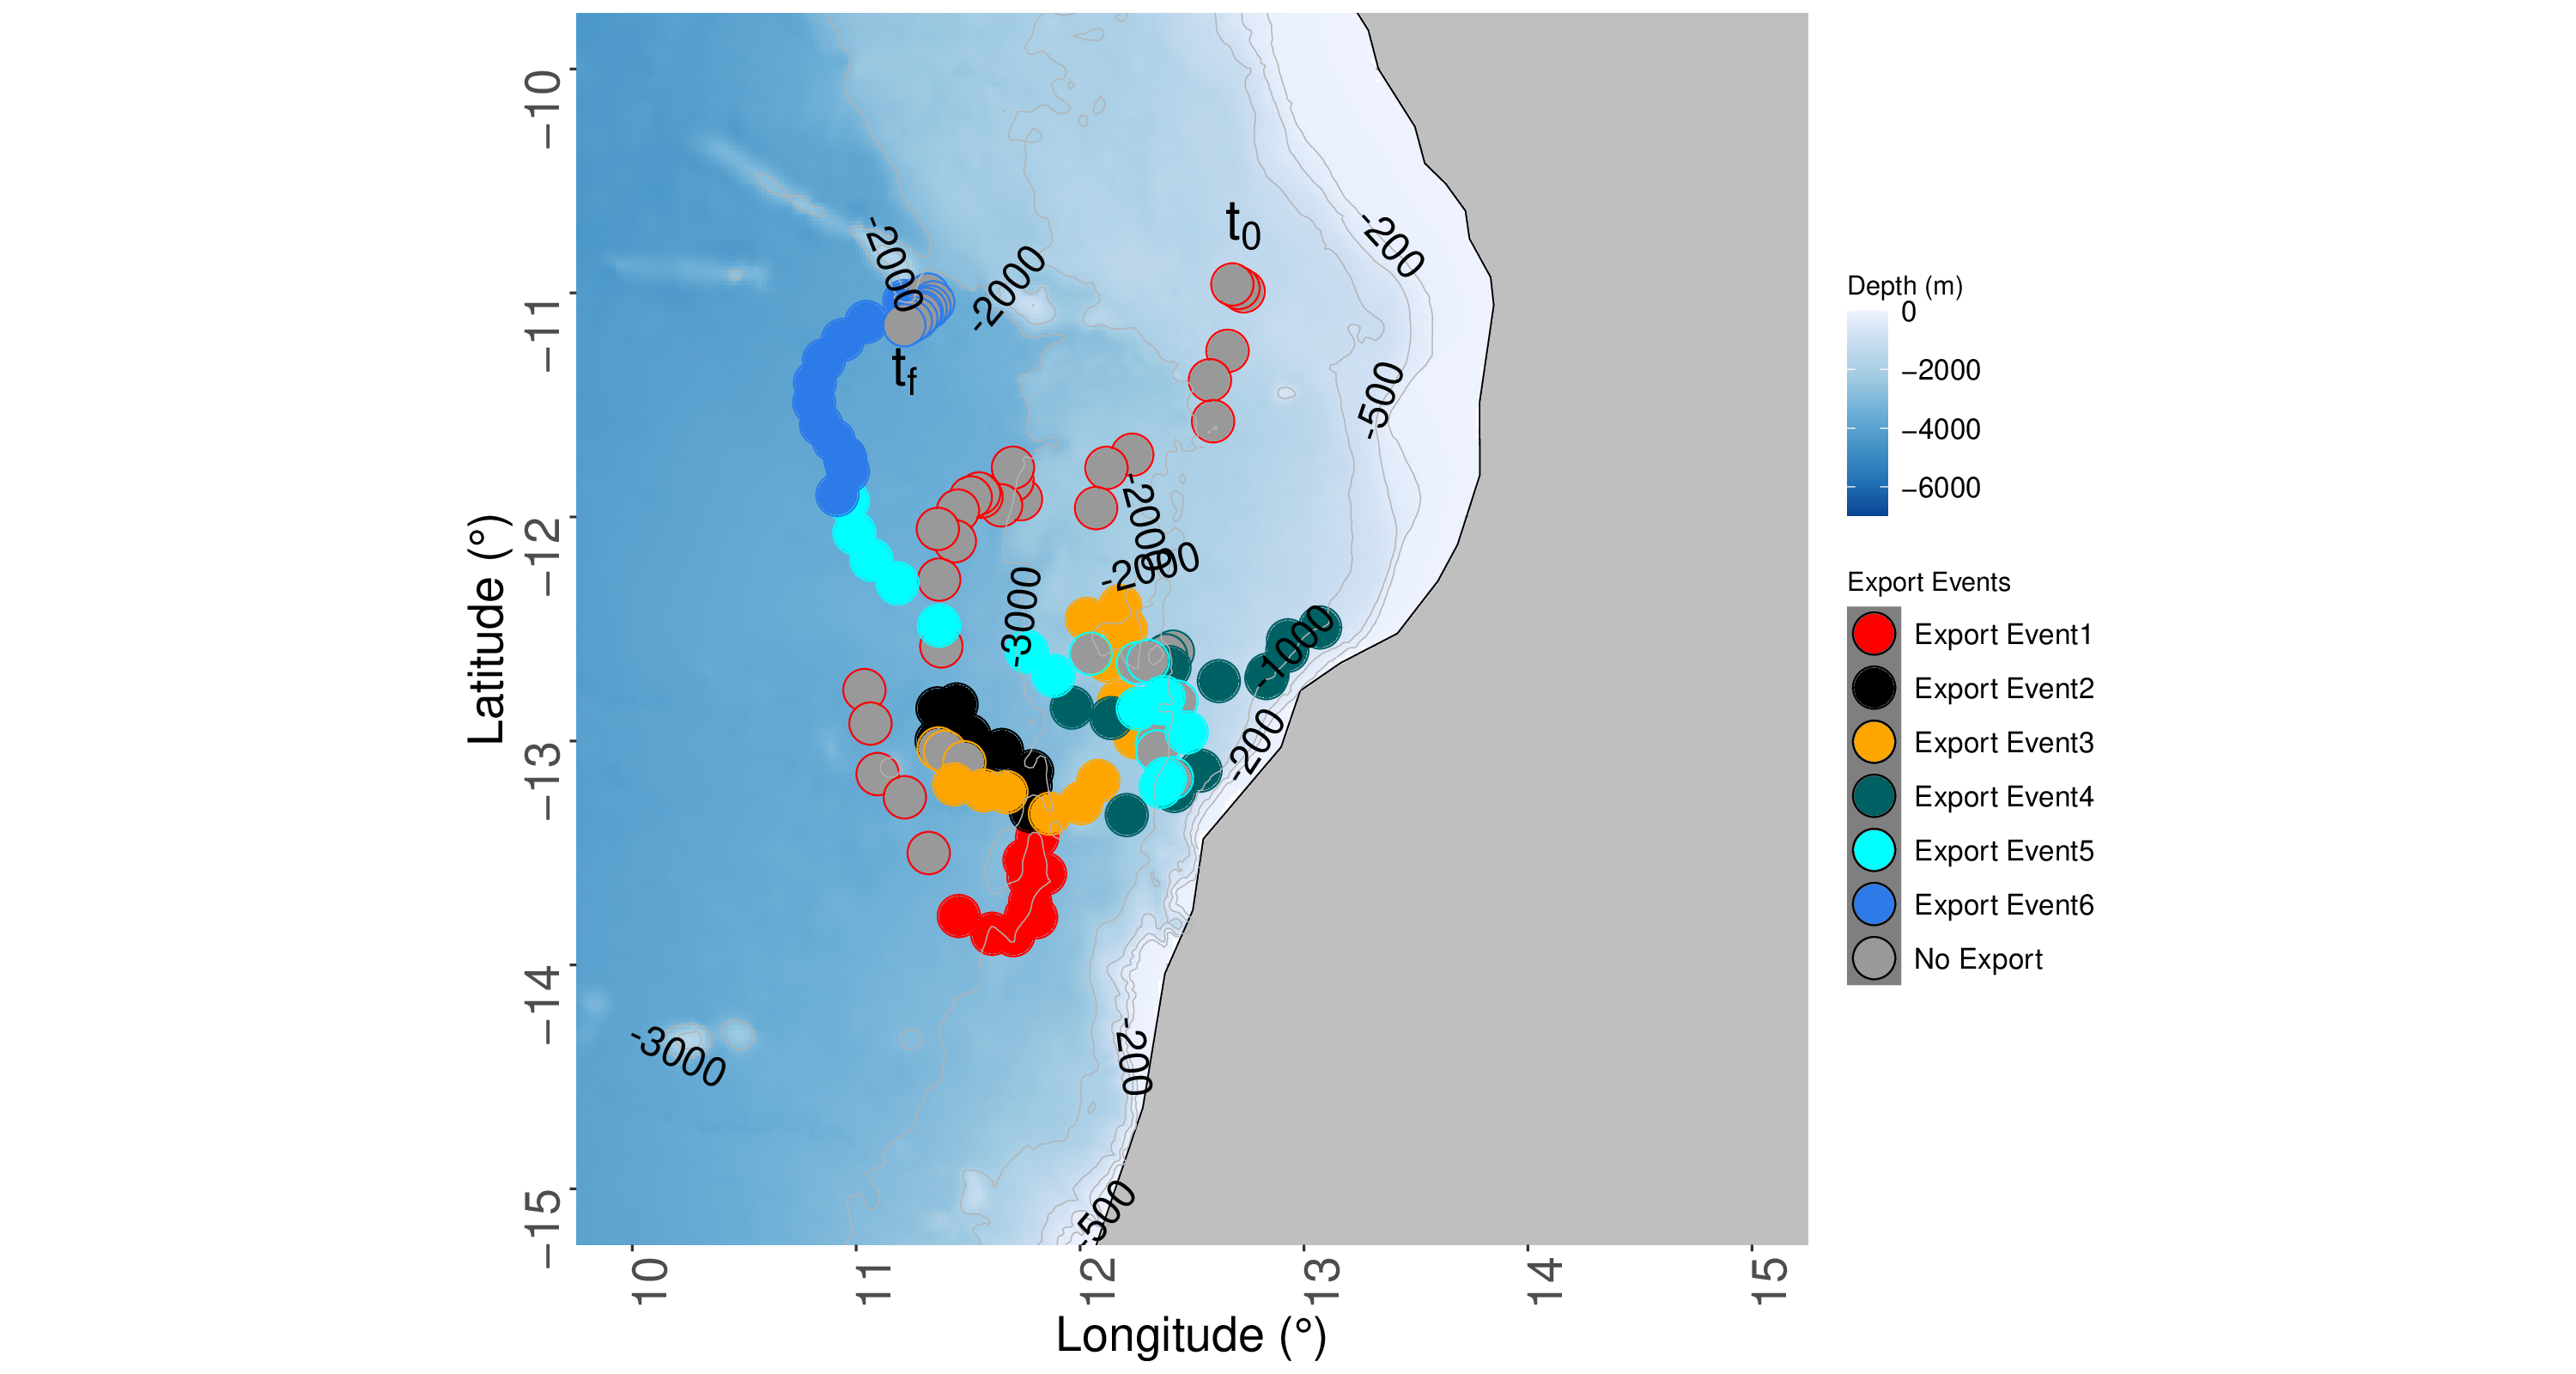 −10
−11
−12
−13
−14
−15
Latitude (°)
10
11
12
13
14
15
Longitude (°)
t0
tf
-2000
-2000
-200
-500
-2000
-2000
-3000
-1000
-200
-3000
-200
-500
Depth (m)
0
−2000
−4000
−6000
Export Events
Export Event1
Export Event2
Export Event3
Export Event4
Export Event5
Export Event6
No Export